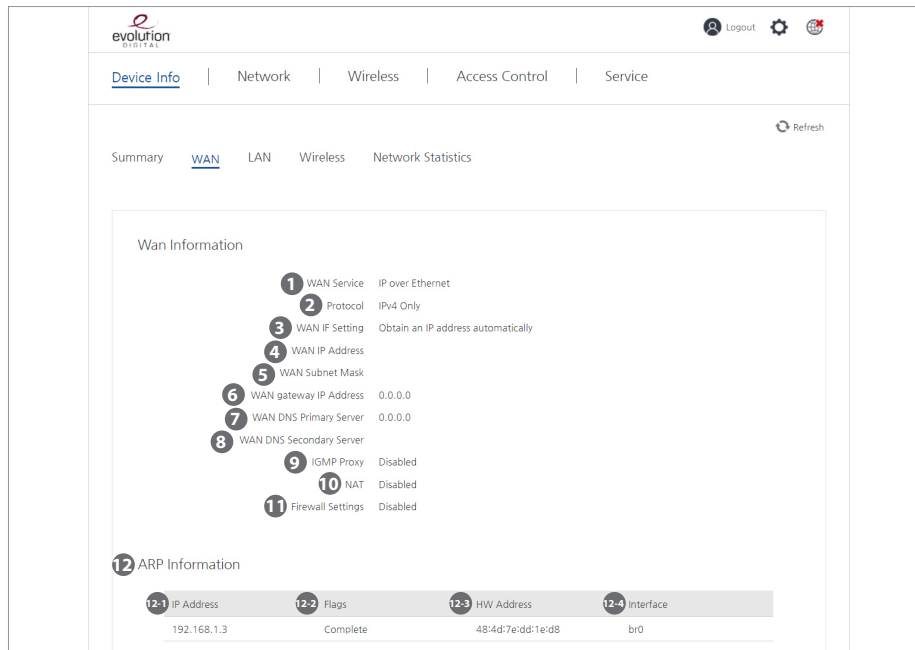 evolution
DIGITAL
Logout
Device Info | Network | Wireless | Access Control | Service
Refresh
Summary WAN LAN Wireless Network Statistics
Wan Information
1 WAN Service IP over Ethernet
2 Protocol IPv4 Only
3 WAN IF Setting Obtain an IP address automatically
4 WAN IP Address
5 WAN Subnet Mask
6 WAN gateway IP Address 0.0.0.0
7 WAN DNS Primary Server 0.0.0.0
8 WAN DNS Secondary Server
9 IGMP Proxy Disabled
10 NAT Disabled
11 Firewall Settings Disabled
12 ARP Information
12-1 IP Address 12-2 Flags 12-3 HW Address 12-4 Interface
192.168.1.3 Complete 48:4d:7e:dd:1e:d8 br0